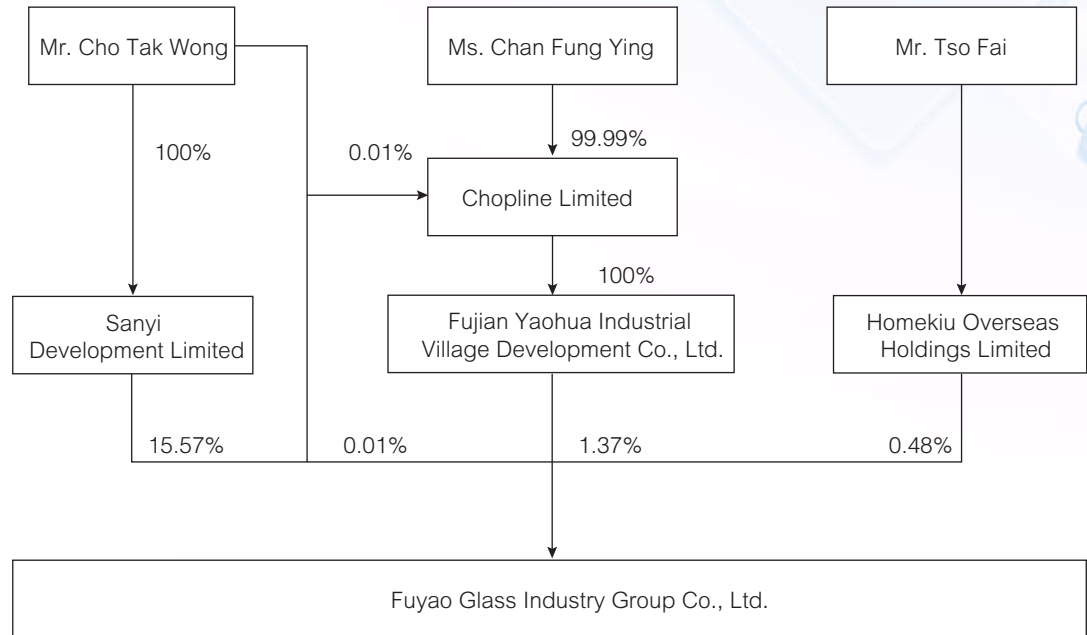 Mr. Cho Tak Wong
Ms. Chan Fung Ying
Mr. Tso Fai
100%
0.01%
99.99%
Chopline Limited
100%
Sanyi
Development Limited
Fujian Yaohua Industrial
Village Development Co., Ltd.
Homekiu Overseas
Holdings Limited
15.57%
0.01%
1.37%
0.48%
Fuyao Glass Industry Group Co., Ltd.